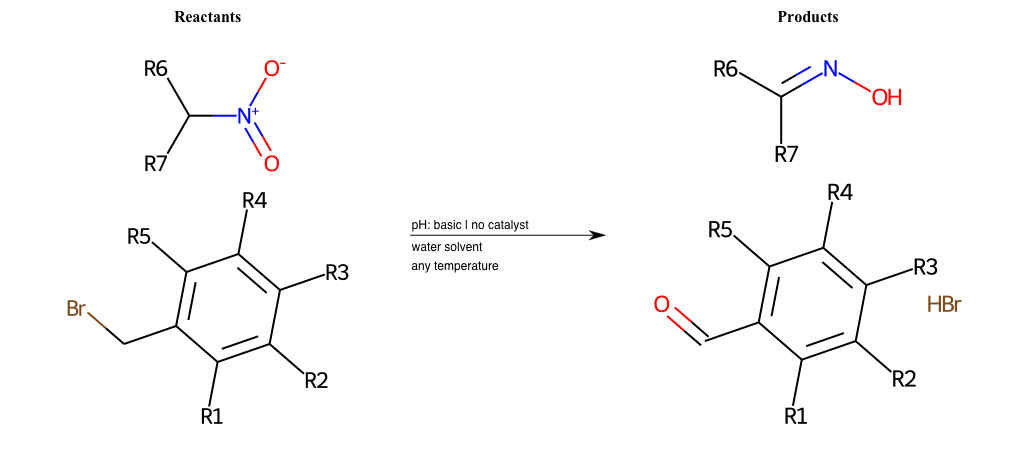 Reactants
Products
R6
O-
N+
R7
O
R6
N
OH
R7
R4
R5
R3
Br
R2
R1
pH: basic | no catalyst
water solvent
any temperature
R4
R5
R3
O
HBr
R2
R1